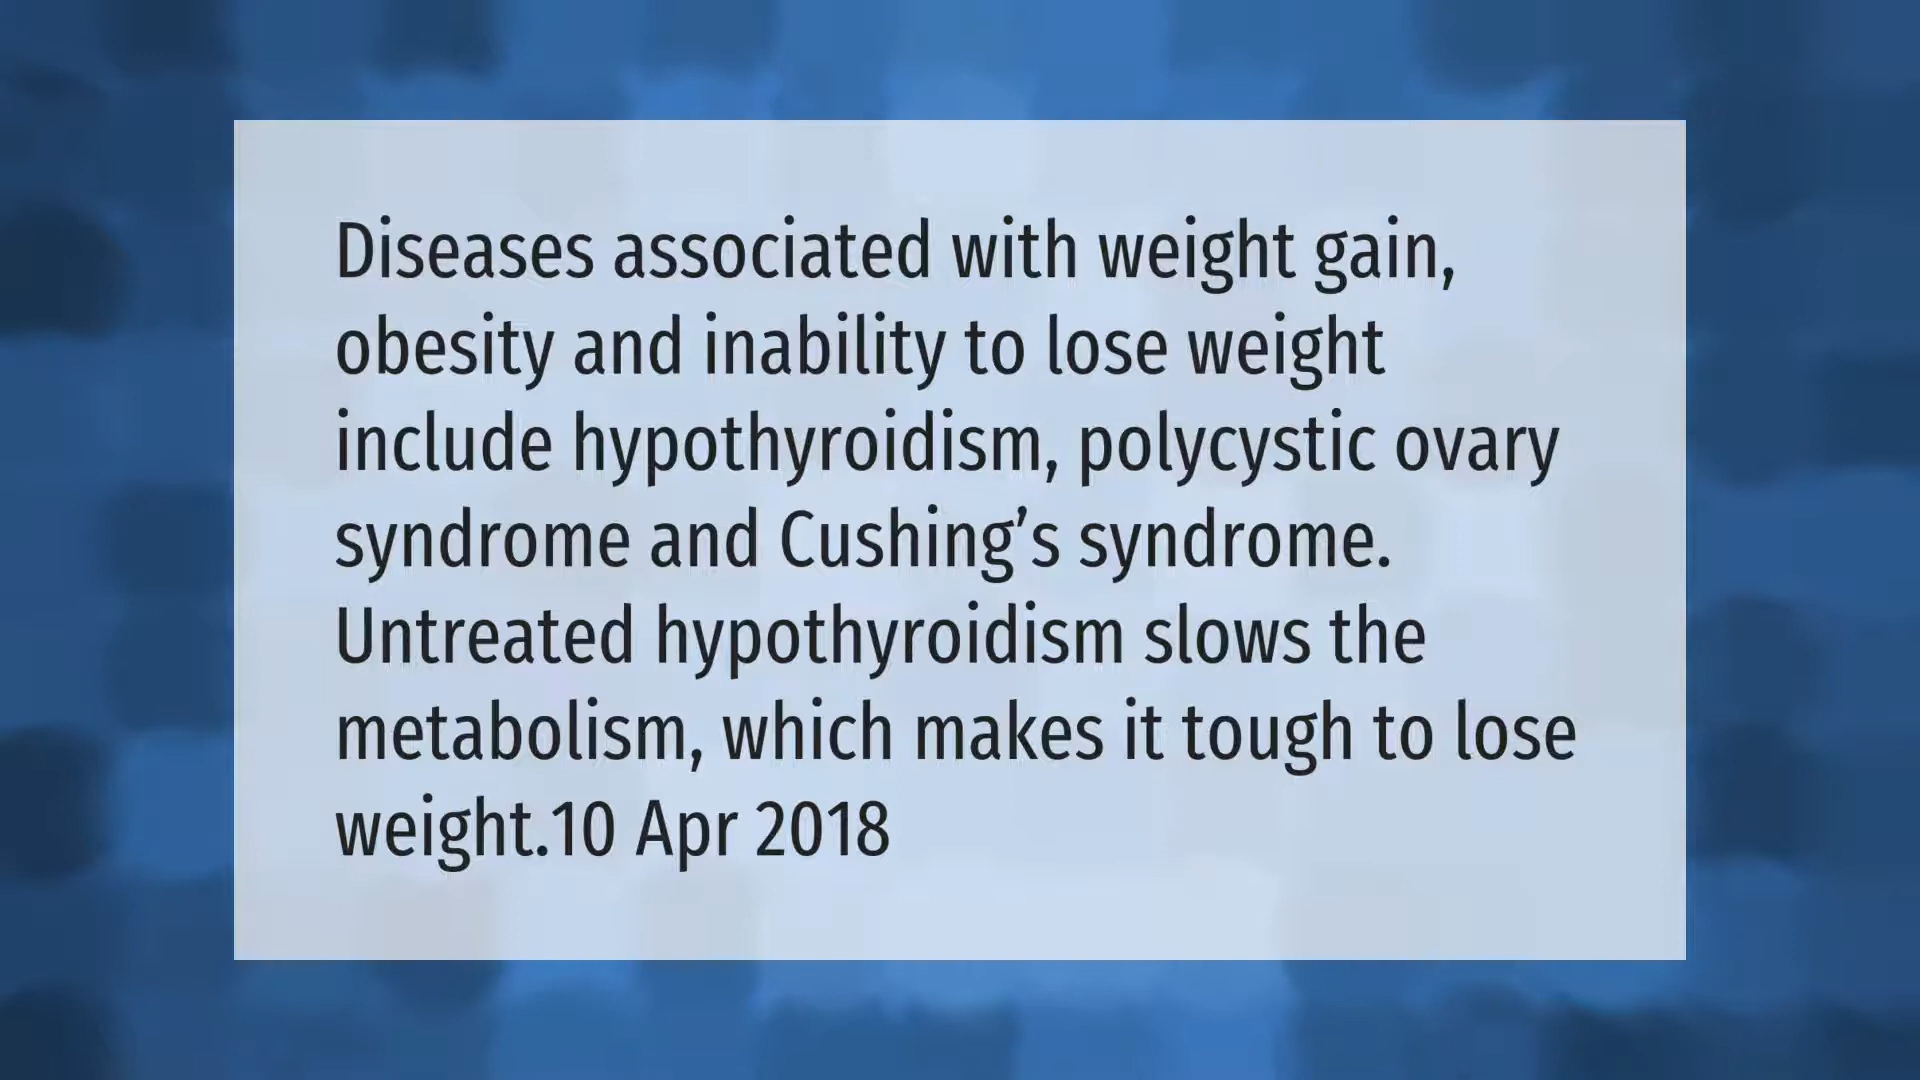 Diseases associated with weight gain,
obesity and inability to lose weight
include hypothyroidism, polycystic ovary
syndrome and Cushing’s syndrome.
Untreated hypothyroidism slows the
metabolism, which makes it tough to lose
weight.10 Apr 2018